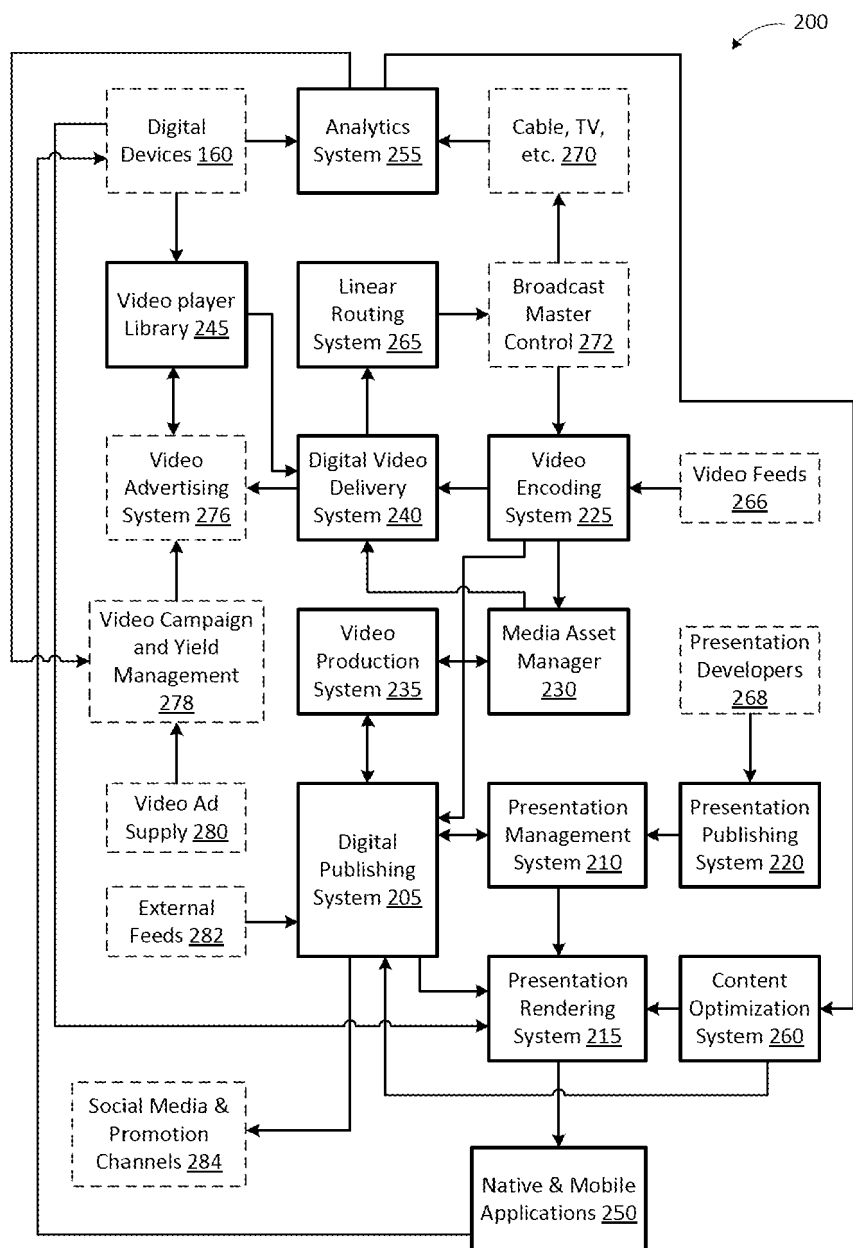 200
Digital
Devices 160
Analytics
System 255
Cable, TV,
etc. 270
Video player
Library 245
Linear
Routing
System 265
Broadcast
Master
Control 272
Video
Advertising
System 276
Digital Video
Delivery
System 240
Video
Encoding
System 225
Video Feeds
266
Video Campaign
and Yield
Management
278
Video
Production
System 235
Media Asset
Manager
230
Presentation
Developers
268
Video Ad
Supply 280
Digital
Publishing
System 205
Presentation
Management
System 210
Presentation
Publishing
System 220
External
Feeds 282
Presentation
Rendering
System 215
Content
Optimization
System 260
Social Media &
Promotion
Channels 284
Native & Mobile
Applications 250